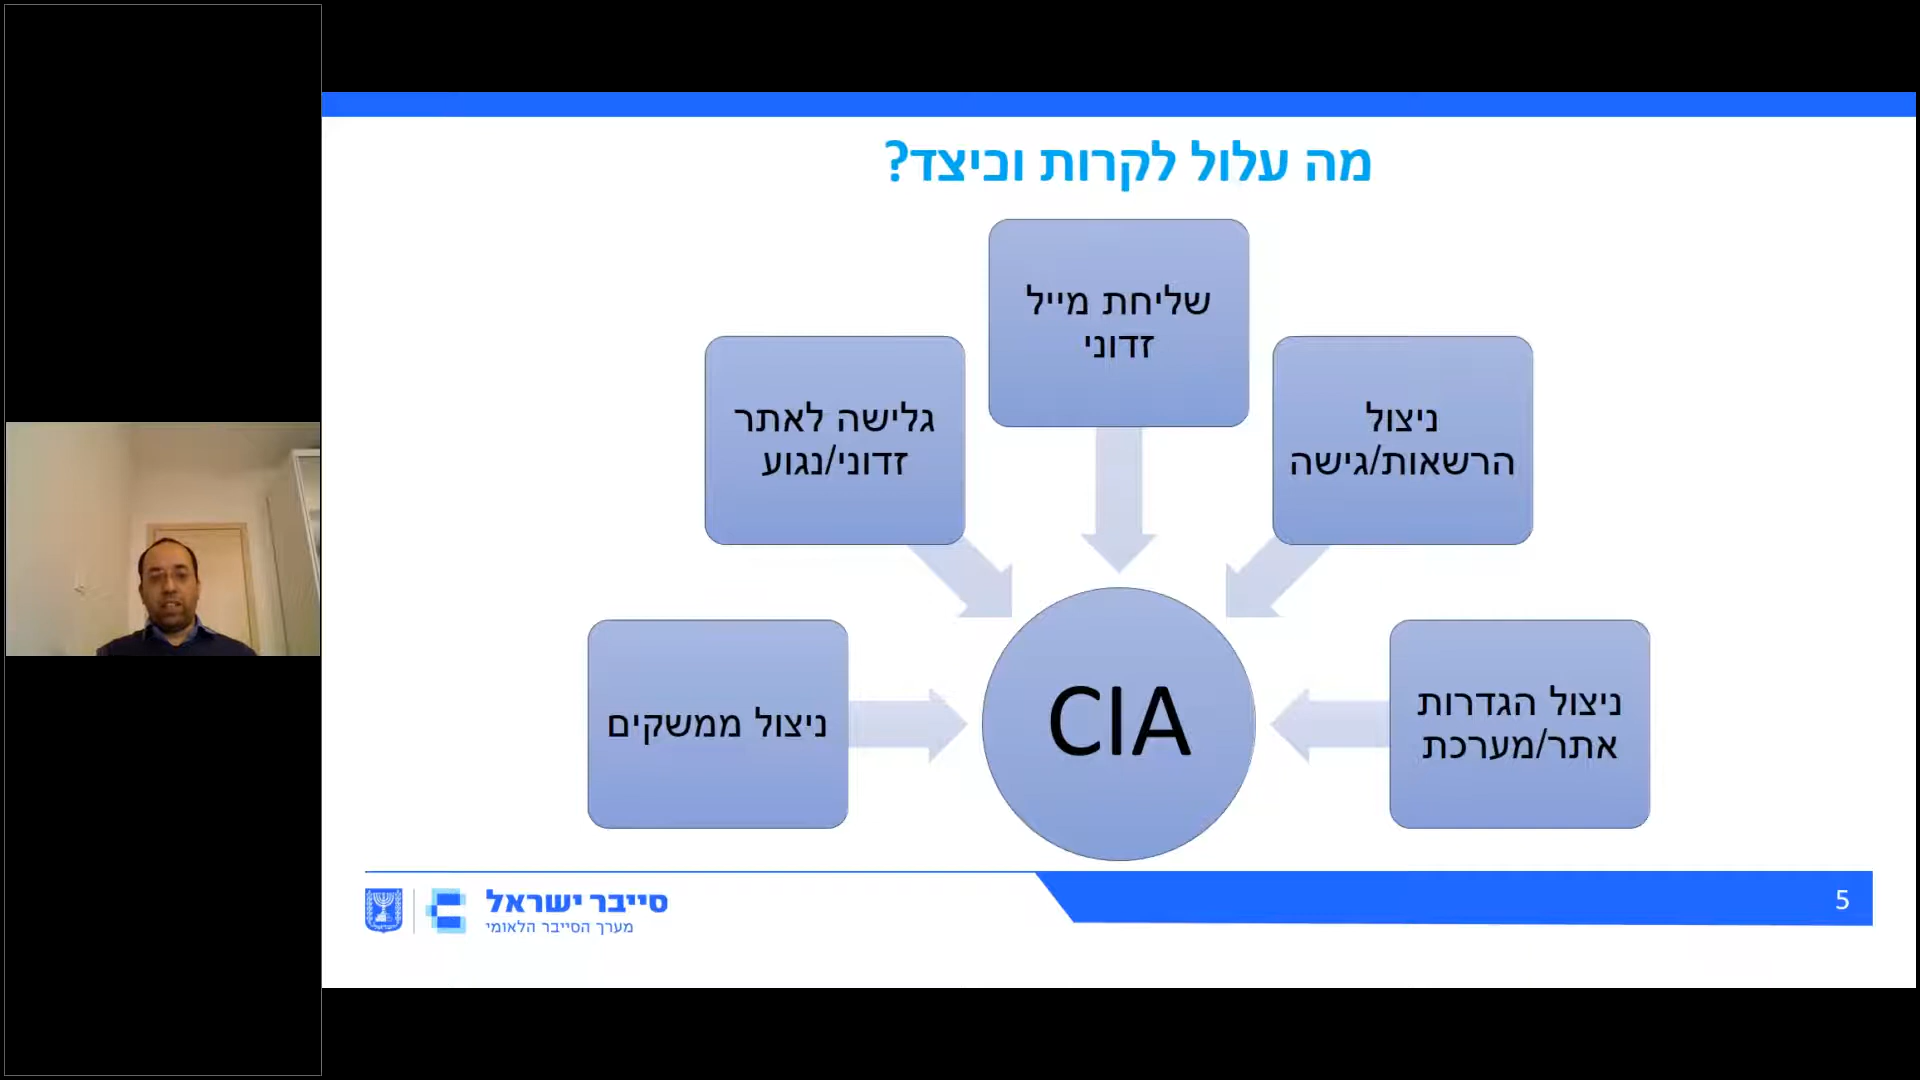 מה עלול לקרות וכיצד?
שליחת מייל
זדוני
ניצול
הרשאות/גישה
גלישה לאתר
זדוני/נגוע
ניצול הגדרות
אתר/מערכת
CIA
ניצול ממשקים
סייבר ישראל
מערך הסייבר הלאומי
5